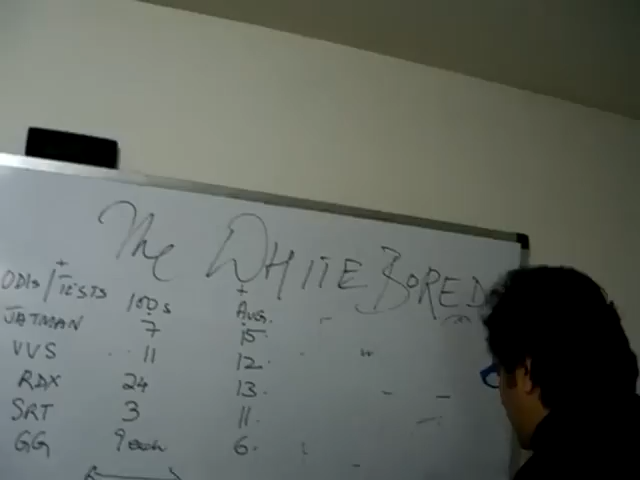 The WHITE BORED
ODIs / TESTS 100s Avg.
JATMAN 7 15.
VVS 11 12.
RDX 24 13.
SRT 3 11.
GG 9 each 6.